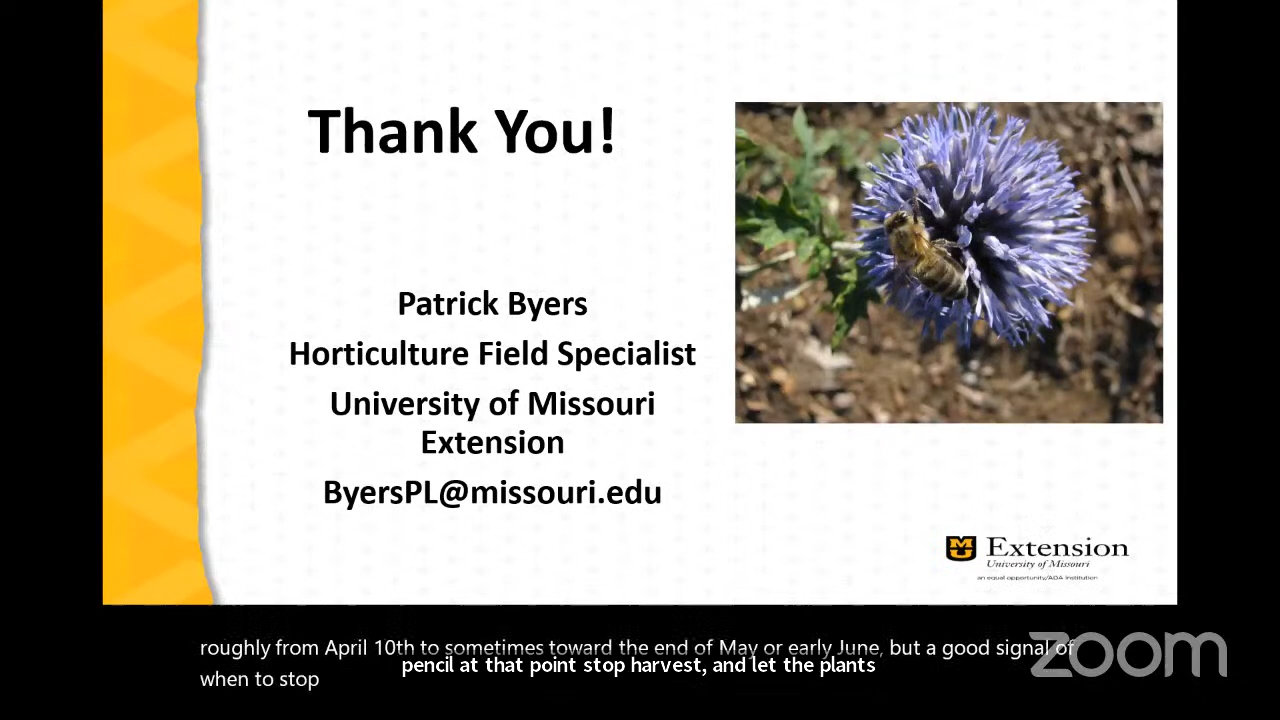 Thank You!
Patrick Byers
Horticulture Field Specialist
University of Missouri
Extension
ByersPL@missouri.edu
Extension
University of Missouri
an equal opportunity/ADA institution
roughly from April 10th to sometimes toward the end of May or early June, but a good signal of
when to stop
pencil at that point stop harvest, and let the plants
zoom